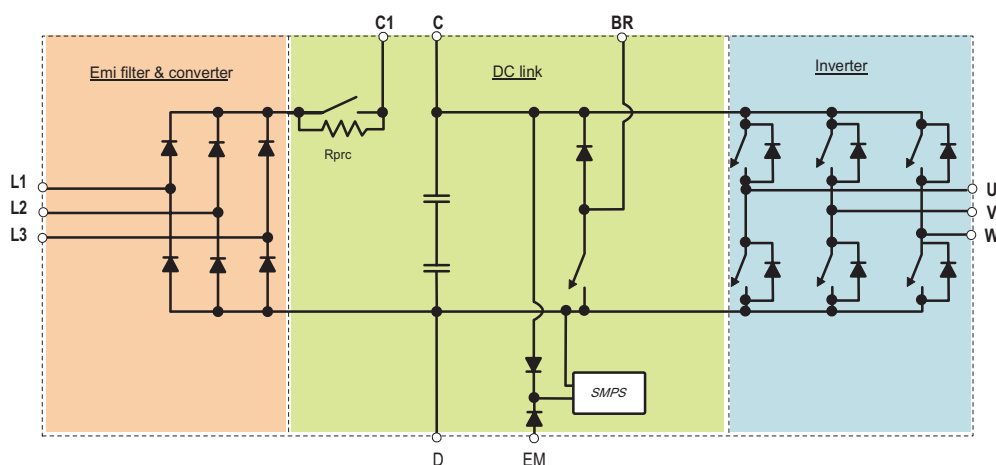 C1 C BR
Emi filter & converter
DC link
Inverter
Rprc
L1
L2
L3
U
V
W
SMPS
D EM